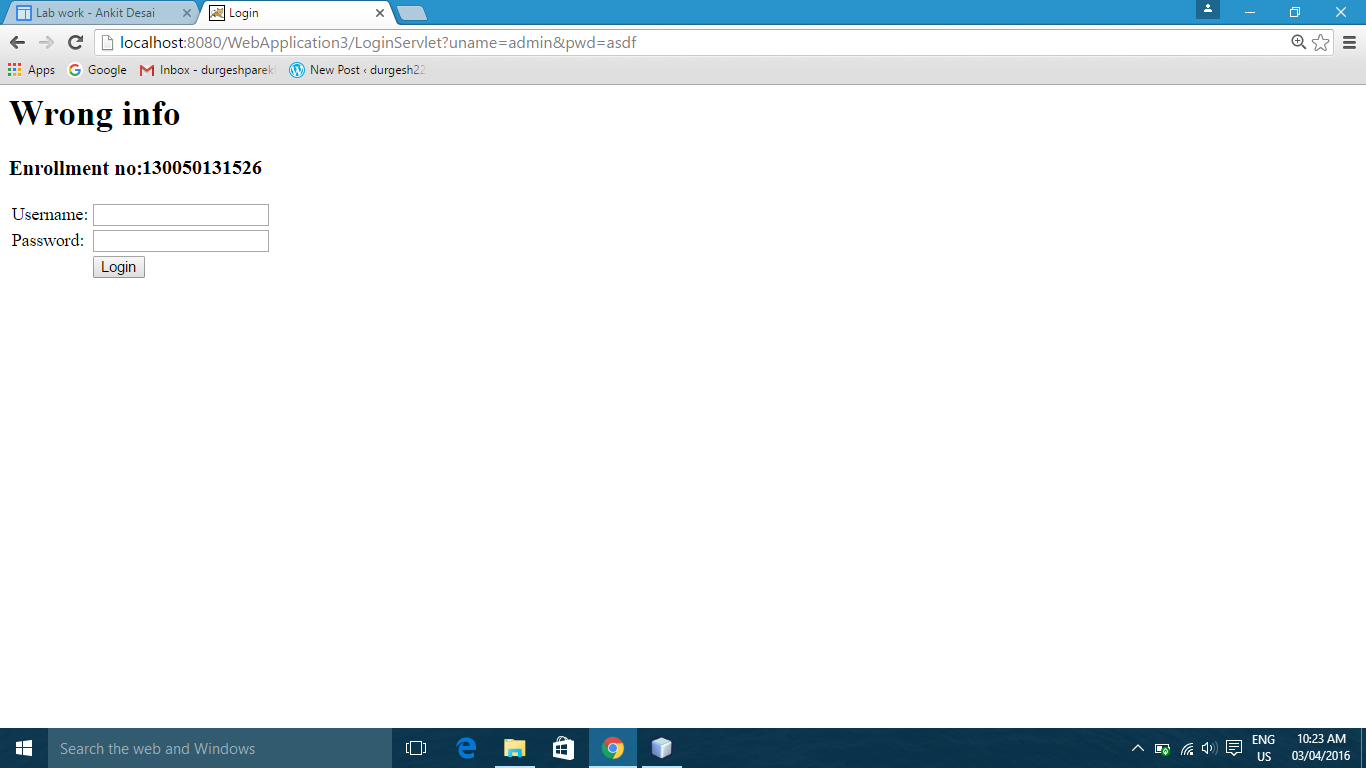 Lab work - Ankit Desai
Login
localhost:8080/WebApplication3/LoginServlet?uname=admin&pwd=asdf
Apps Google Inbox - durgeshparek New Post ‹ durgesh22
Wrong info
Enrollment no:130050131526
Username:
Password:
Login
Search the web and Windows
ENG 10:23 AM
US 03/04/2016